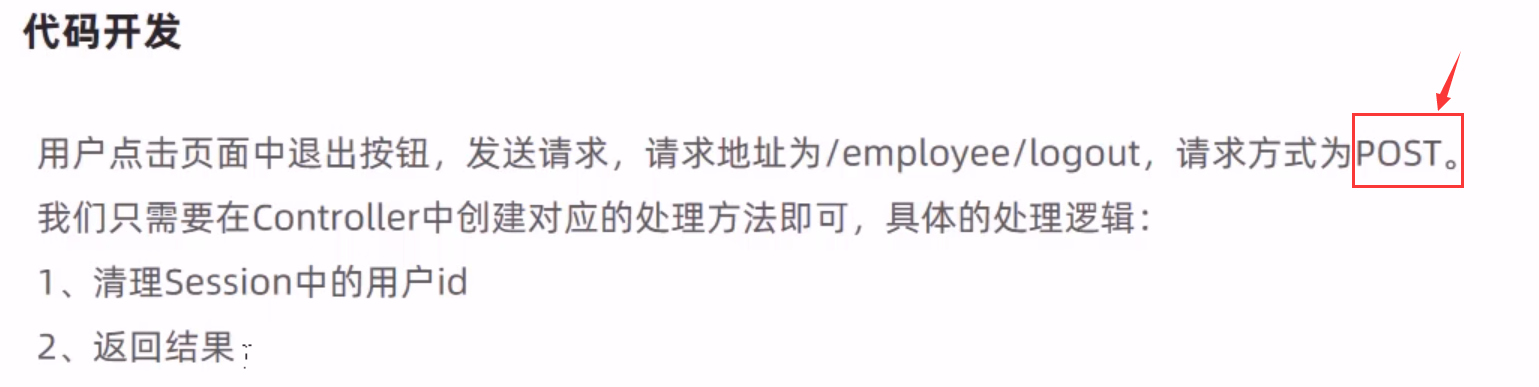 代码开发
用户点击页面中退出按钮，发送请求，请求地址为/employee/logout，请求方式为POST。
我们只需要在Controller中创建对应的处理方法即可，具体的处理逻辑：
1、清理Session中的用户id
2、返回结果